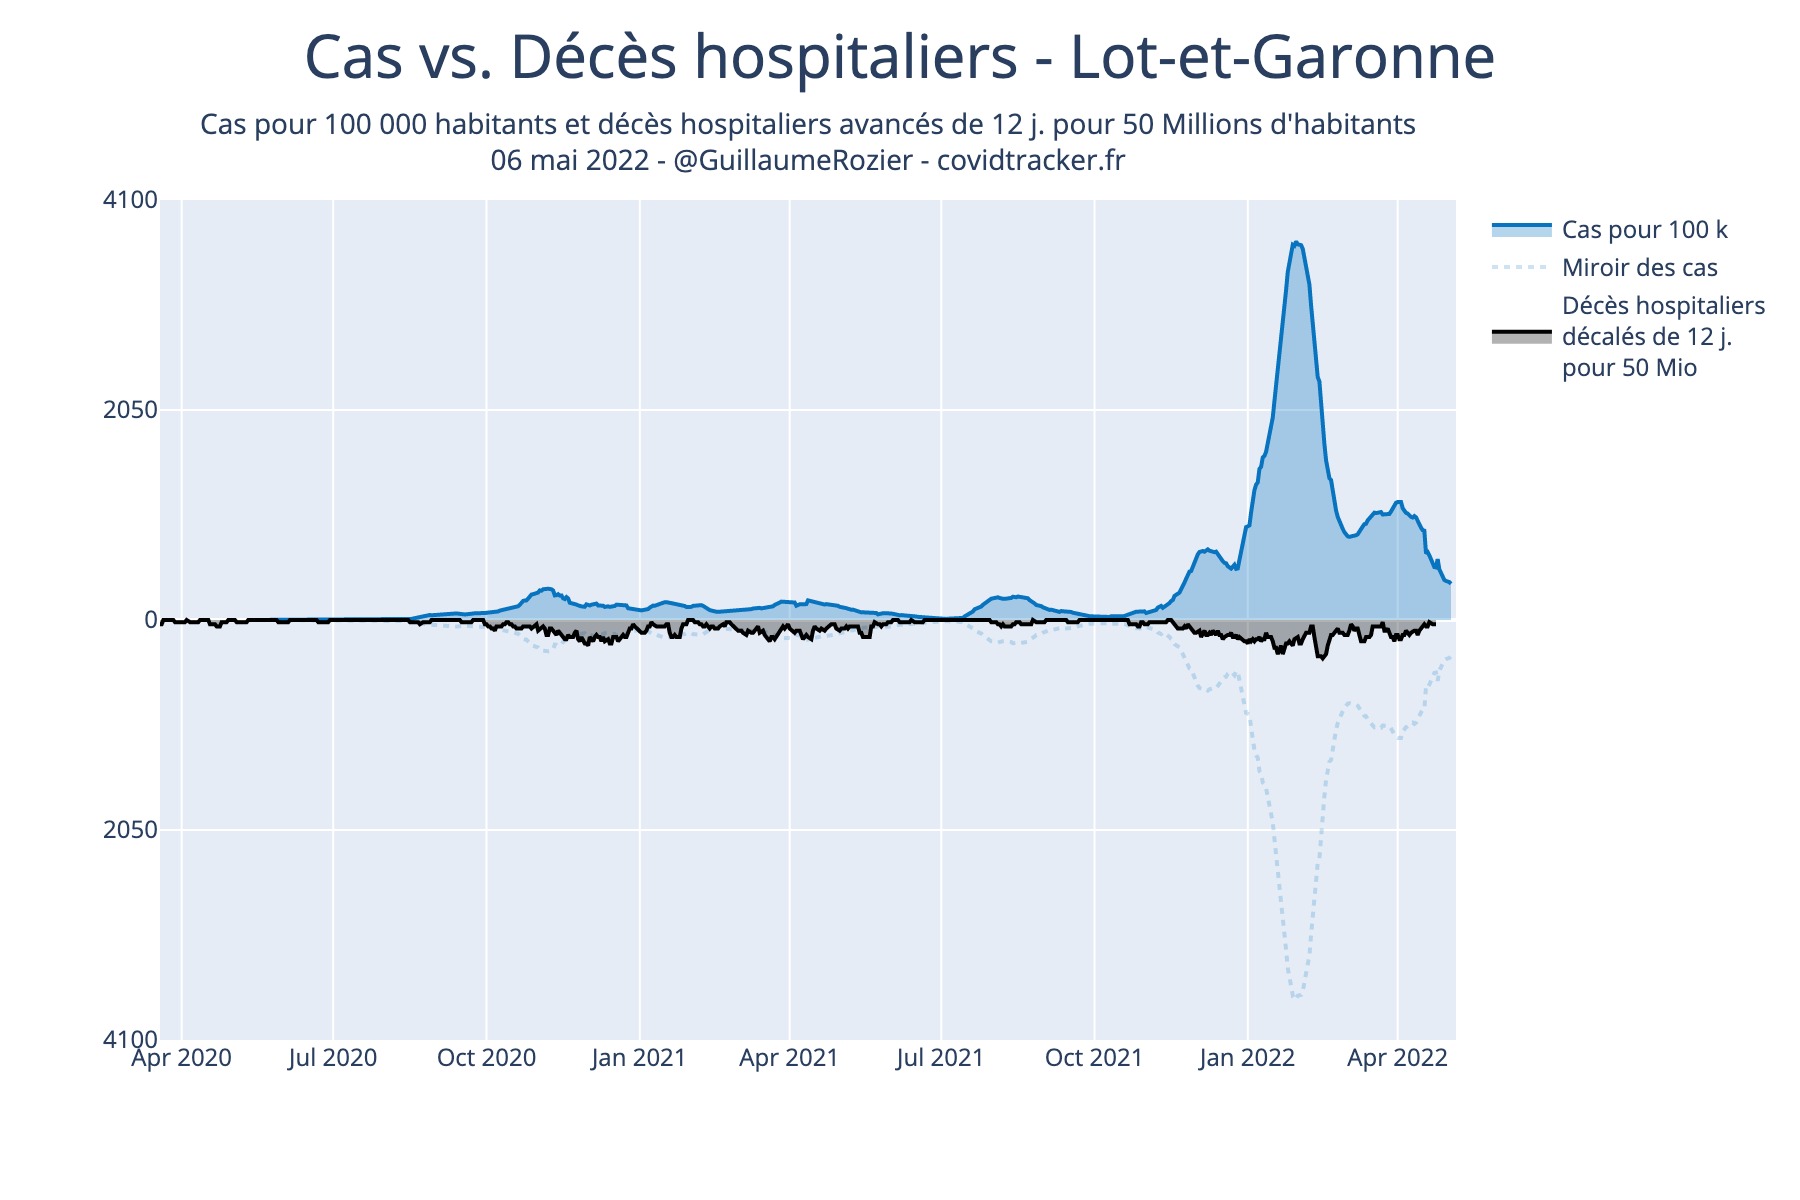 Cas vs. Décès hospitaliers - Lot-et-Garonne
Cas pour 100 000 habitants et décès hospitaliers avancés de 12 j. pour 50 Millions d'habitants
06 mai 2022 - @GuillaumeRozier - covidtracker.fr
4100
2050
0
2050
4100
Apr 2020
Jul 2020
Oct 2020
Jan 2021
Apr 2021
Jul 2021
Oct 2021
Jan 2022
Apr 2022
Cas pour 100 k
Miroir des cas
Décès hospitaliers
décalés de 12 j.
pour 50 Mio